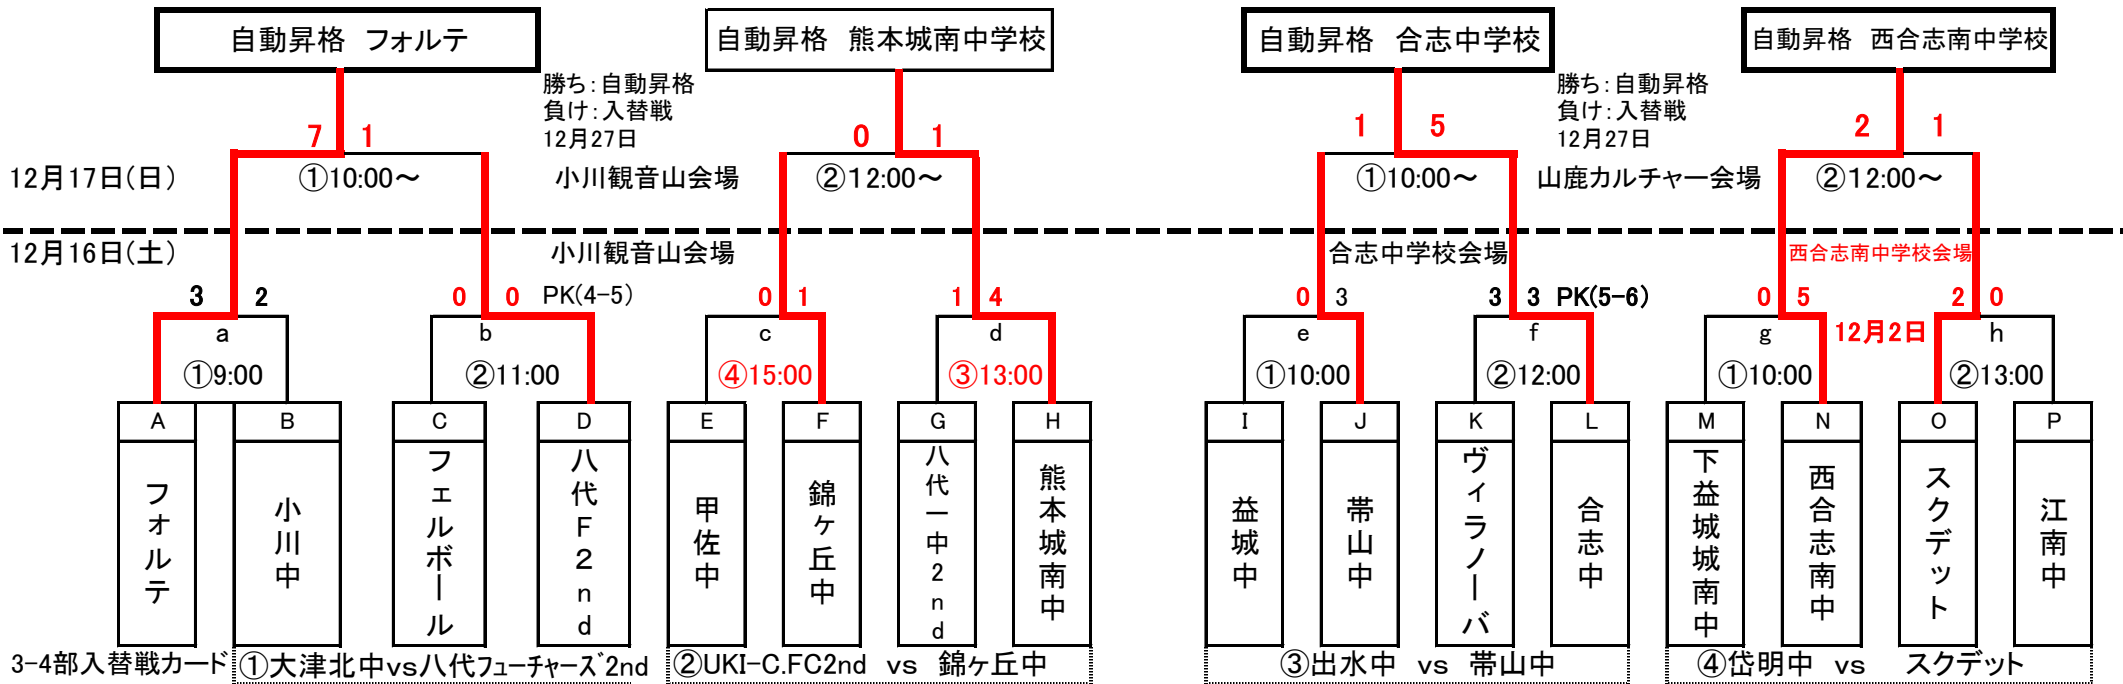 自動昇格 フォルテ
自動昇格 熊本城南中学校
自動昇格 合志中学校
自動昇格 西合志南中学校
勝ち:自動昇格
負け:入替戦
12月27日
勝ち:自動昇格
負け:入替戦
12月27日
7 1
0 1
1 5
2 1
12月17日(日)
①10:00～
小川観音山会場
②12:00～
①10:00～
山鹿カルチャー会場
②12:00～
12月16日(土)
小川観音山会場
合志中学校会場
西合志南中学校会場
3 2
0 0 PK(4-5)
0 1
1 4
0 3
3 3 PK(5-6)
0 5
2 0
a
b
c
d
e
f
g
12月2日
h
①9:00
②11:00
④15:00
③13:00
①10:00
②12:00
①10:00
②13:00
A
B
C
D
E
F
G
H
I
J
K
L
M
N
O
P
フォルテ
小川中
フェルボール
八代F2nd
甲佐中
錦ヶ丘中
八代一中2nd
熊本城南中
益城中
帯山中
ヴィラノーバ
合志中
下益城城南中
西合志南中
スクデット
江南中
3-4部入替戦カード
①大津北中vs八代フューチャーズ2nd
②UKI-C.FC2nd vs 錦ヶ丘中
③出水中 vs 帯山中
④岱明中 vs スクデット